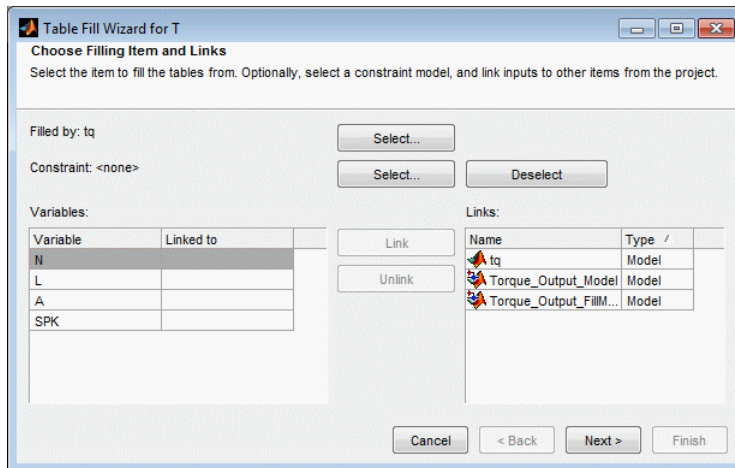 Table Fill Wizard for T
Choose Filling Item and Links
Select the item to fill the tables from. Optionally, select a constraint model, and link inputs to other items from the project.
Filled by: tq
Select...
Constraint: <none>
Select...
Deselect
Variables:
Links:
Variable Linked to
Link
Name Type
N
tq Model
L
Unlink
Torque_Output_Model Model
A
Torque_Output_FillM... Model
SPK
Cancel
< Back
Next >
Finish